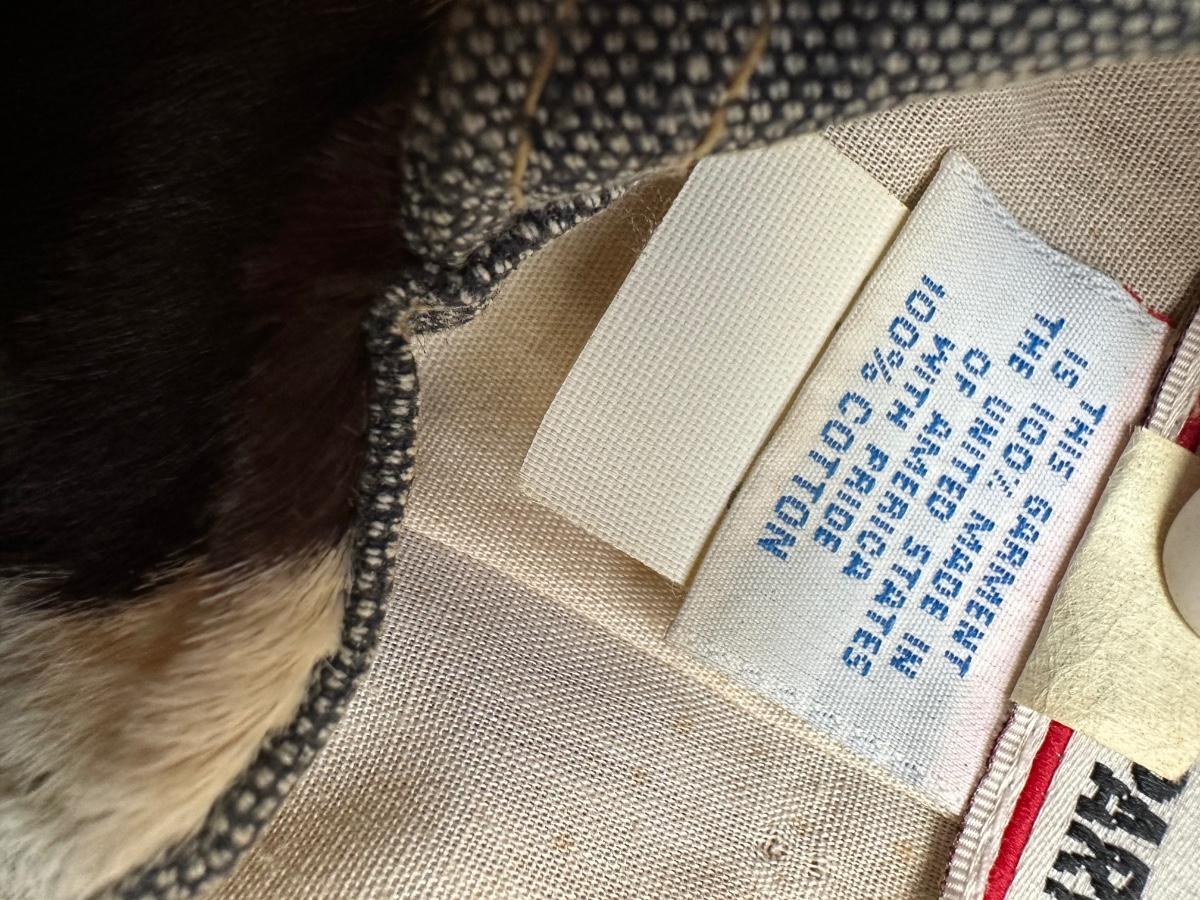 THIS GARMENT
IS 100% MADE IN
THE UNITED STATES
OF AMERICA
WITH PRIDE
100% COTTON